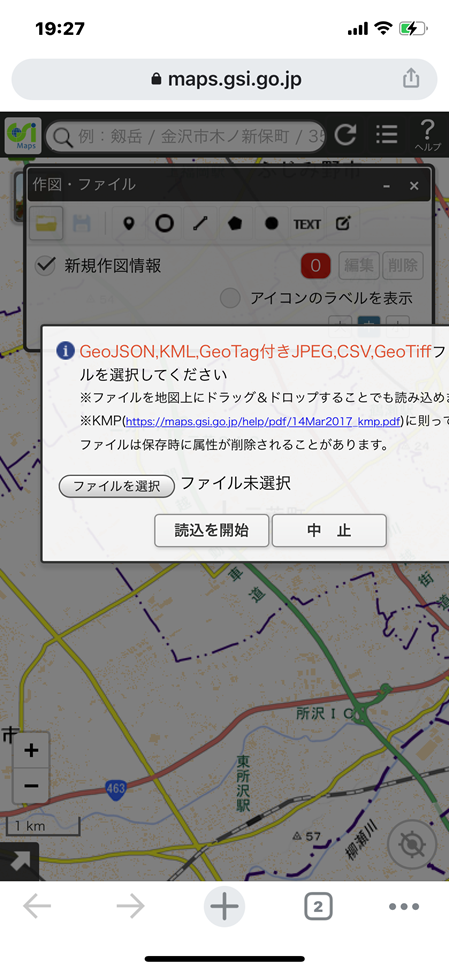 19:27
maps.gsi.go.jp
GSI
Maps
例：剱岳 / 金沢市木ノ新保町 / 35
ヘルプ
ふじみ野市
作図・ファイル
TEXT
新規作図情報
0
編集
削除
アイコンのラベルを表示
GeoJSON,KML,GeoTag付きJPEG,CSV,GeoTiffフ
ルを選択してください
※ファイルを地図上にドラッグ＆ドロップすることでも読み込め
※KMP(https://maps.gsi.go.jp/help/pdf/14Mar2017_kmp.pdf)に則って
ファイルは保存時に属性が削除されることがあります。
ファイルを選択
ファイル未選択
読込を開始
中 止
車道
街道
所沢ＩＣ
市
+
−
463
東所沢駅
1 km
57
柳瀬川
2